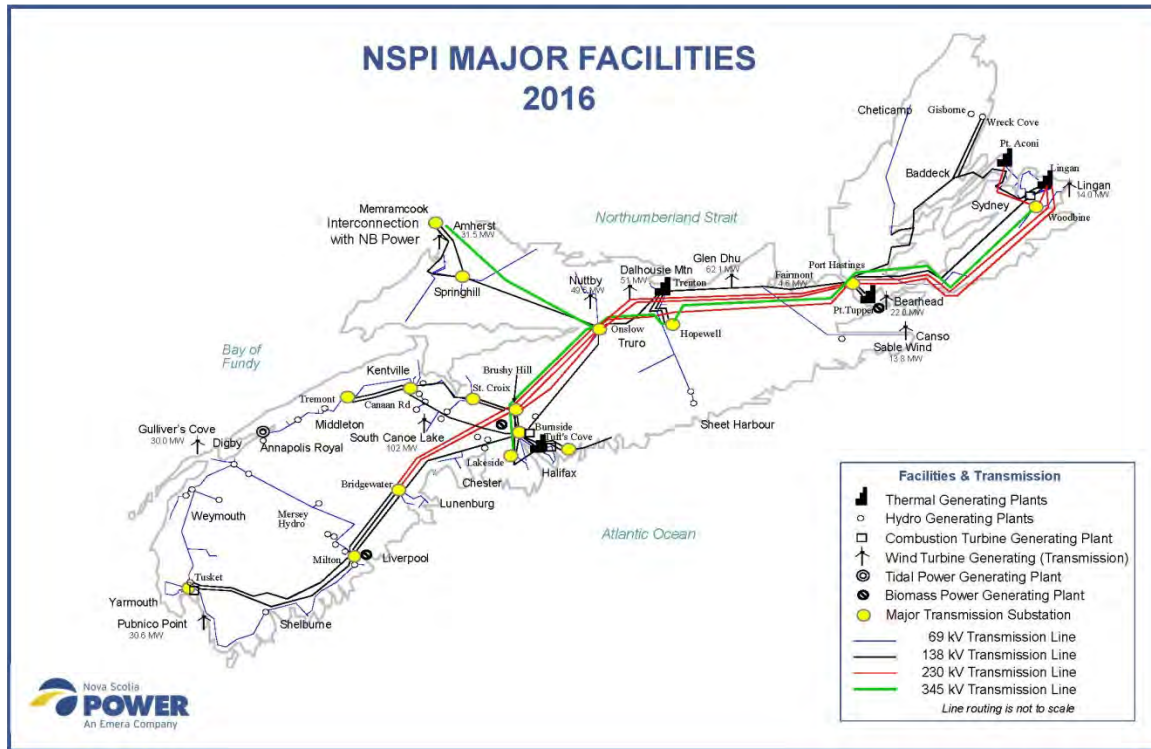 NSPI MAJOR FACILITIES
2016
Cheticamp
Gisborne
Wreck Cove
Pt. Aconi
Baddeck
Lingan
Lingan
14.0 MW
Sydney
Woodbine
Memramcook
Interconnection
with NB Power
Amherst
31.5 MW
Northumberland Strait
Springhill
Nuttby
Dalhousie Mtn
51 MW
Trenton
Glen Dhu
62.1 MW
Fairmont
4.6 MW
Port Hastings
Pt.Tupper
Bearhead
Canso
Sable Wind
13.8 MW
Onslow
Truro
Hopewell
Bay of
Fundy
Kentville
Brushy Hill
St. Croix
Tremont
Canaan Rd
Middleton
Burnside
Tuft's Cove
Sheet Harbour
Gulliver's Cove
30.0 MW
Digby
Annapolis Royal
South Canoe Lake
102 MW
Lakeside
Halifax
Chester
Bridgewater
Lunenburg
Weymouth
Mersey
Hydro
Atlantic Ocean
Milton
Liverpool
Tusket
Yarmouth
Pubnico Point
30.6 MW
Shelburne
Facilities & Transmission
Thermal Generating Plants
Hydro Generating Plants
Combustion Turbine Generating Plant
Wind Turbine Generating (Transmission)
Tidal Power Generating Plant
Biomass Power Generating Plant
Major Transmission Substation
69 kV Transmission Line
138 kV Transmission Line
230 kV Transmission Line
345 kV Transmission Line
Line routing is not to scale
Nova Scotia
POWER
An Emera Company